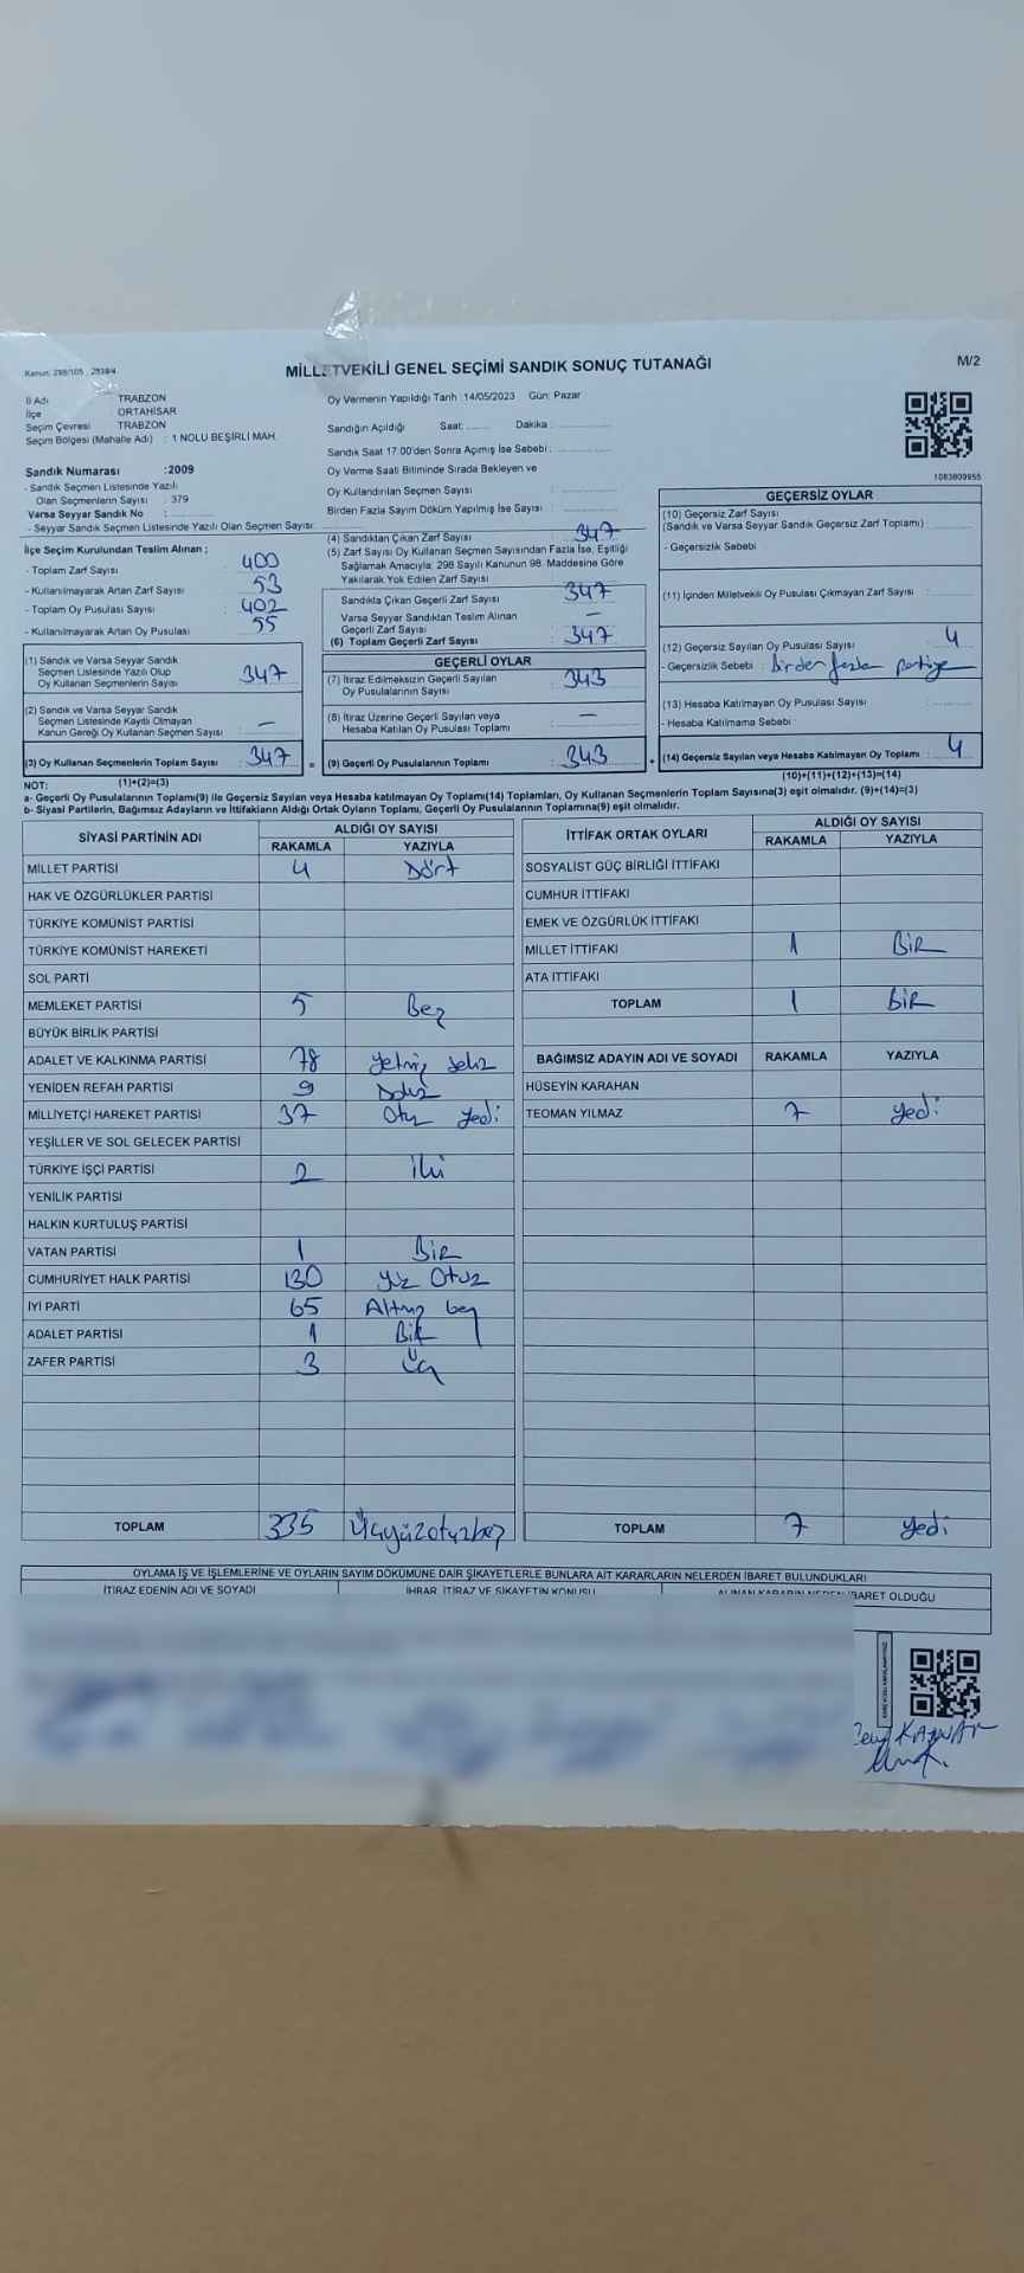 Kanun: 298/105 , 2839/4
MİLLETVEKİLİ GENEL SEÇİMİ SANDIK SONUÇ TUTANAĞI
M/2
İl Adı : TRABZON
İlçe : ORTAHİSAR
Seçim Çevresi : TRABZON
Seçim Bölgesi (Mahalle Adı) : 1 NOLU BEŞİRLİ MAH.
Sandık Numarası :2009
- Sandık Seçmen Listesinde Yazılı
Olan Seçmenlerin Sayısı : 379
Varsa Seyyar Sandık No :
- Seyyar Sandık Seçmen Listesinde Yazılı Olan Seçmen Sayısı:
Oy Vermenin Yapıldığı Tarih :14/05/2023 Gün: Pazar
Sandığın Açıldığı Saat: Dakika:
Sandık Saat 17.00'den Sonra Açımış İse Sebebi :
Oy Verme Saati Bitiminde Sırada Bekleyen ve
Oy Kullandırılan Seçmen Sayısı :
Birden Fazla Sayım Döküm Yapılmış İse Sayısı :
1083809955
İlçe Seçim Kurulundan Teslim Alınan ;
- Toplam Zarf Sayısı : 400
- Kullanılmayarak Artan Zarf Sayısı : 53
- Toplam Oy Pusulası Sayısı : 402
- Kullanılmayarak Artan Oy Pusulası : 55
(1) Sandık ve Varsa Seyyar Sandık
Seçmen Listesinde Yazılı Olup
Oy Kullanan Seçmenlerin Sayısı : 347
(2) Sandık ve Varsa Seyyar Sandık
Seçmen Listesinde Kayıtlı Olmayan
Kanun Gereği Oy Kullanan Seçmen Sayısı : —
(3) Oy Kullanan Seçmenlerin Toplam Sayısı : 347
NOT: (1)+(2)=(3)
(4) Sandıktan Çıkan Zarf Sayısı : 347
(5) Zarf Sayısı Oy Kullanan Seçmen Sayısından Fazla İse, Eşitliği
Sağlamak Amacıyla; 298 Sayılı Kanunun 98. Maddesine Göre
Yakılarak Yok Edilen Zarf Sayısı :
Sandıkta Çıkan Geçerli Zarf Sayısı : 347
Varsa Seyyar Sandıktan Teslim Alınan
Geçerli Zarf Sayısı : —
(6) Toplam Geçerli Zarf Sayısı : 347
GEÇERLİ OYLAR
(7) İtiraz Edilmeksizin Geçerli Sayılan
Oy Pusulalarının Sayısı : 343
(8) İtiraz Üzerine Geçerli Sayılan veya
Hesaba Katılan Oy Pusulası Toplamı : —
= (9) Geçerli Oy Pusulalarının Toplamı : 343
GEÇERSİZ OYLAR
(10) Geçersiz Zarf Sayısı
(Sandık ve Varsa Seyyar Sandık Geçersiz Zarf Toplamı) :
- Geçersizlik Sebebi
(11) İçinden Milletvekili Oy Pusulası Çıkmayan Zarf Sayısı :
(12) Geçersiz Sayılan Oy Pusulası Sayısı : 4
- Geçersizlik Sebebi : birden fazla partiye
(13) Hesaba Katılmayan Oy Pusulası Sayısı :
- Hesaba Katılmama Sebebi :
+ (14) Geçersiz Sayılan veya Hesaba Katılmayan Oy Toplamı : 4
(10)+(11)+(12)+(13)=(14)
a- Geçerli Oy Pusulalarının Toplamı(9) ile Geçersiz Sayılan veya Hesaba katılmayan Oy Toplamı(14) Toplamları, Oy Kullanan Seçmenlerin Toplam Sayısına(3) eşit olmalıdır. (9)+(14)=(3)
b- Siyasi Partilerin, Bağımsız Adayların ve İttifakların Aldığı Ortak Oyların Toplamı, Geçerli Oy Pusulalarının Toplamına(9) eşit olmalıdır.
SİYASİ PARTİNİN ADI ALDIĞI OY SAYISI
RAKAMLA YAZIYLA
MİLLET PARTİSİ 4 Dört
HAK VE ÖZGÜRLÜKLER PARTİSİ
TÜRKİYE KOMÜNİST PARTİSİ
TÜRKİYE KOMÜNİST HAREKETİ
SOL PARTİ
MEMLEKET PARTİSİ 5 Beş
BÜYÜK BİRLİK PARTİSİ
ADALET VE KALKINMA PARTİSİ 78 yetmiş sekiz
YENİDEN REFAH PARTİSİ 9 Dokuz
MİLLİYETÇİ HAREKET PARTİSİ 37 Otuz yedi
YEŞİLLER VE SOL GELECEK PARTİSİ
TÜRKİYE İŞÇİ PARTİSİ 2 iki
YENİLİK PARTİSİ
HALKIN KURTULUŞ PARTİSİ
VATAN PARTİSİ 1 BİR
CUMHURİYET HALK PARTİSİ 130 yüz Otuz
İYİ PARTİ 65 Altmış beş
ADALET PARTİSİ 1 Bir
ZAFER PARTİSİ 3 Üç
TOPLAM 335 Üçyüzotuzbeş
İTTİFAK ORTAK OYLARI ALDIĞI OY SAYISI
RAKAMLA YAZIYLA
SOSYALİST GÜÇ BİRLİĞİ İTTİFAKI
CUMHUR İTTİFAKI
EMEK VE ÖZGÜRLÜK İTTİFAKI
MİLLET İTTİFAKI 1 BİR
ATA İTTİFAKI
TOPLAM 1 BİR
BAĞIMSIZ ADAYIN ADI VE SOYADI RAKAMLA YAZIYLA
HÜSEYİN KARAHAN
TEOMAN YILMAZ 7 yedi
TOPLAM 7 yedi
OYLAMA İŞ VE İŞLEMLERİNE VE OYLARIN SAYIM DÖKÜMÜNE DAİR ŞİKAYETLERLE BUNLARA AİT KARARLARIN NELERDEN İBARET BULUNDUKLARI
İTİRAZ EDENİN ADI VE SOYADI İHBAR, İTİRAZ VE ŞİKAYETİN KONUSU ALINAN KARARIN NEDEN İBARET OLDUĞU